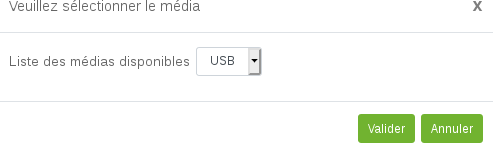 Veuillez sélectionner le média X
Liste des médias disponibles USB
Valider Annuler